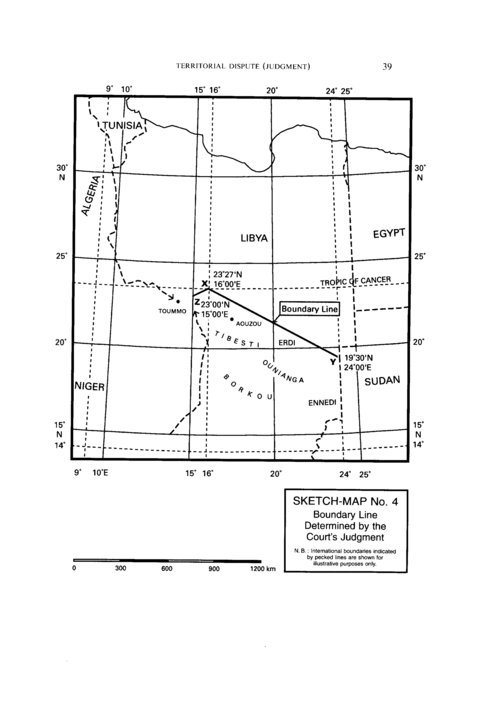 TERRITORIAL DISPUTE (JUDGMENT) 39
9° 10° 15° 16° 20° 24° 25°
TUNISIA
30°
N
30°
N
ALGERIA
LIBYA
EGYPT
25°
25°
23°27'N
X 16°00'E
TROPIC OF CANCER
Z 23°00'N
15°00'E
TOUMMO
AOUZOU
Boundary Line
TIBESTI
ERDI
20°
20°
Y
19°30'N
24°00'E
OUNIANGA
BORKOU
NIGER
SUDAN
ENNEDI
15°
N
14°
15°
N
14°
9° 10°E 15° 16° 20° 24° 25°
SKETCH-MAP No. 4
Boundary Line
Determined by the
Court's Judgment
N.B.: International boundaries indicated
by pecked lines are shown for
illustrative purposes only.
0 300 600 900 1200 km